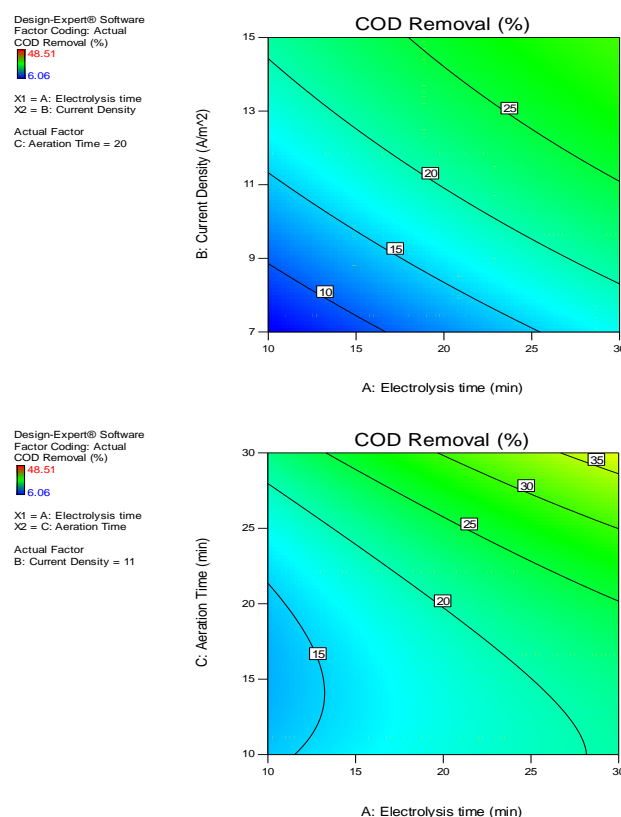 Design-Expert® Software
Factor Coding: Actual
COD Removal (%)
48.51
6.06
X1 = A: Electrolysis time
X2 = B: Current Density
Actual Factor
C: Aeration Time = 20
COD Removal (%)
B: Current Density (A/m^2)
15
13
11
9
7
10
15
20
25
30
25
20
15
10
A: Electrolysis time (min)
Design-Expert® Software
Factor Coding: Actual
COD Removal (%)
48.51
6.06
X1 = A: Electrolysis time
X2 = C: Aeration Time
Actual Factor
B: Current Density = 11
COD Removal (%)
C: Aeration Time (min)
30
25
20
15
10
10
15
20
25
30
35
30
25
20
15
A: Electrolysis time (min)